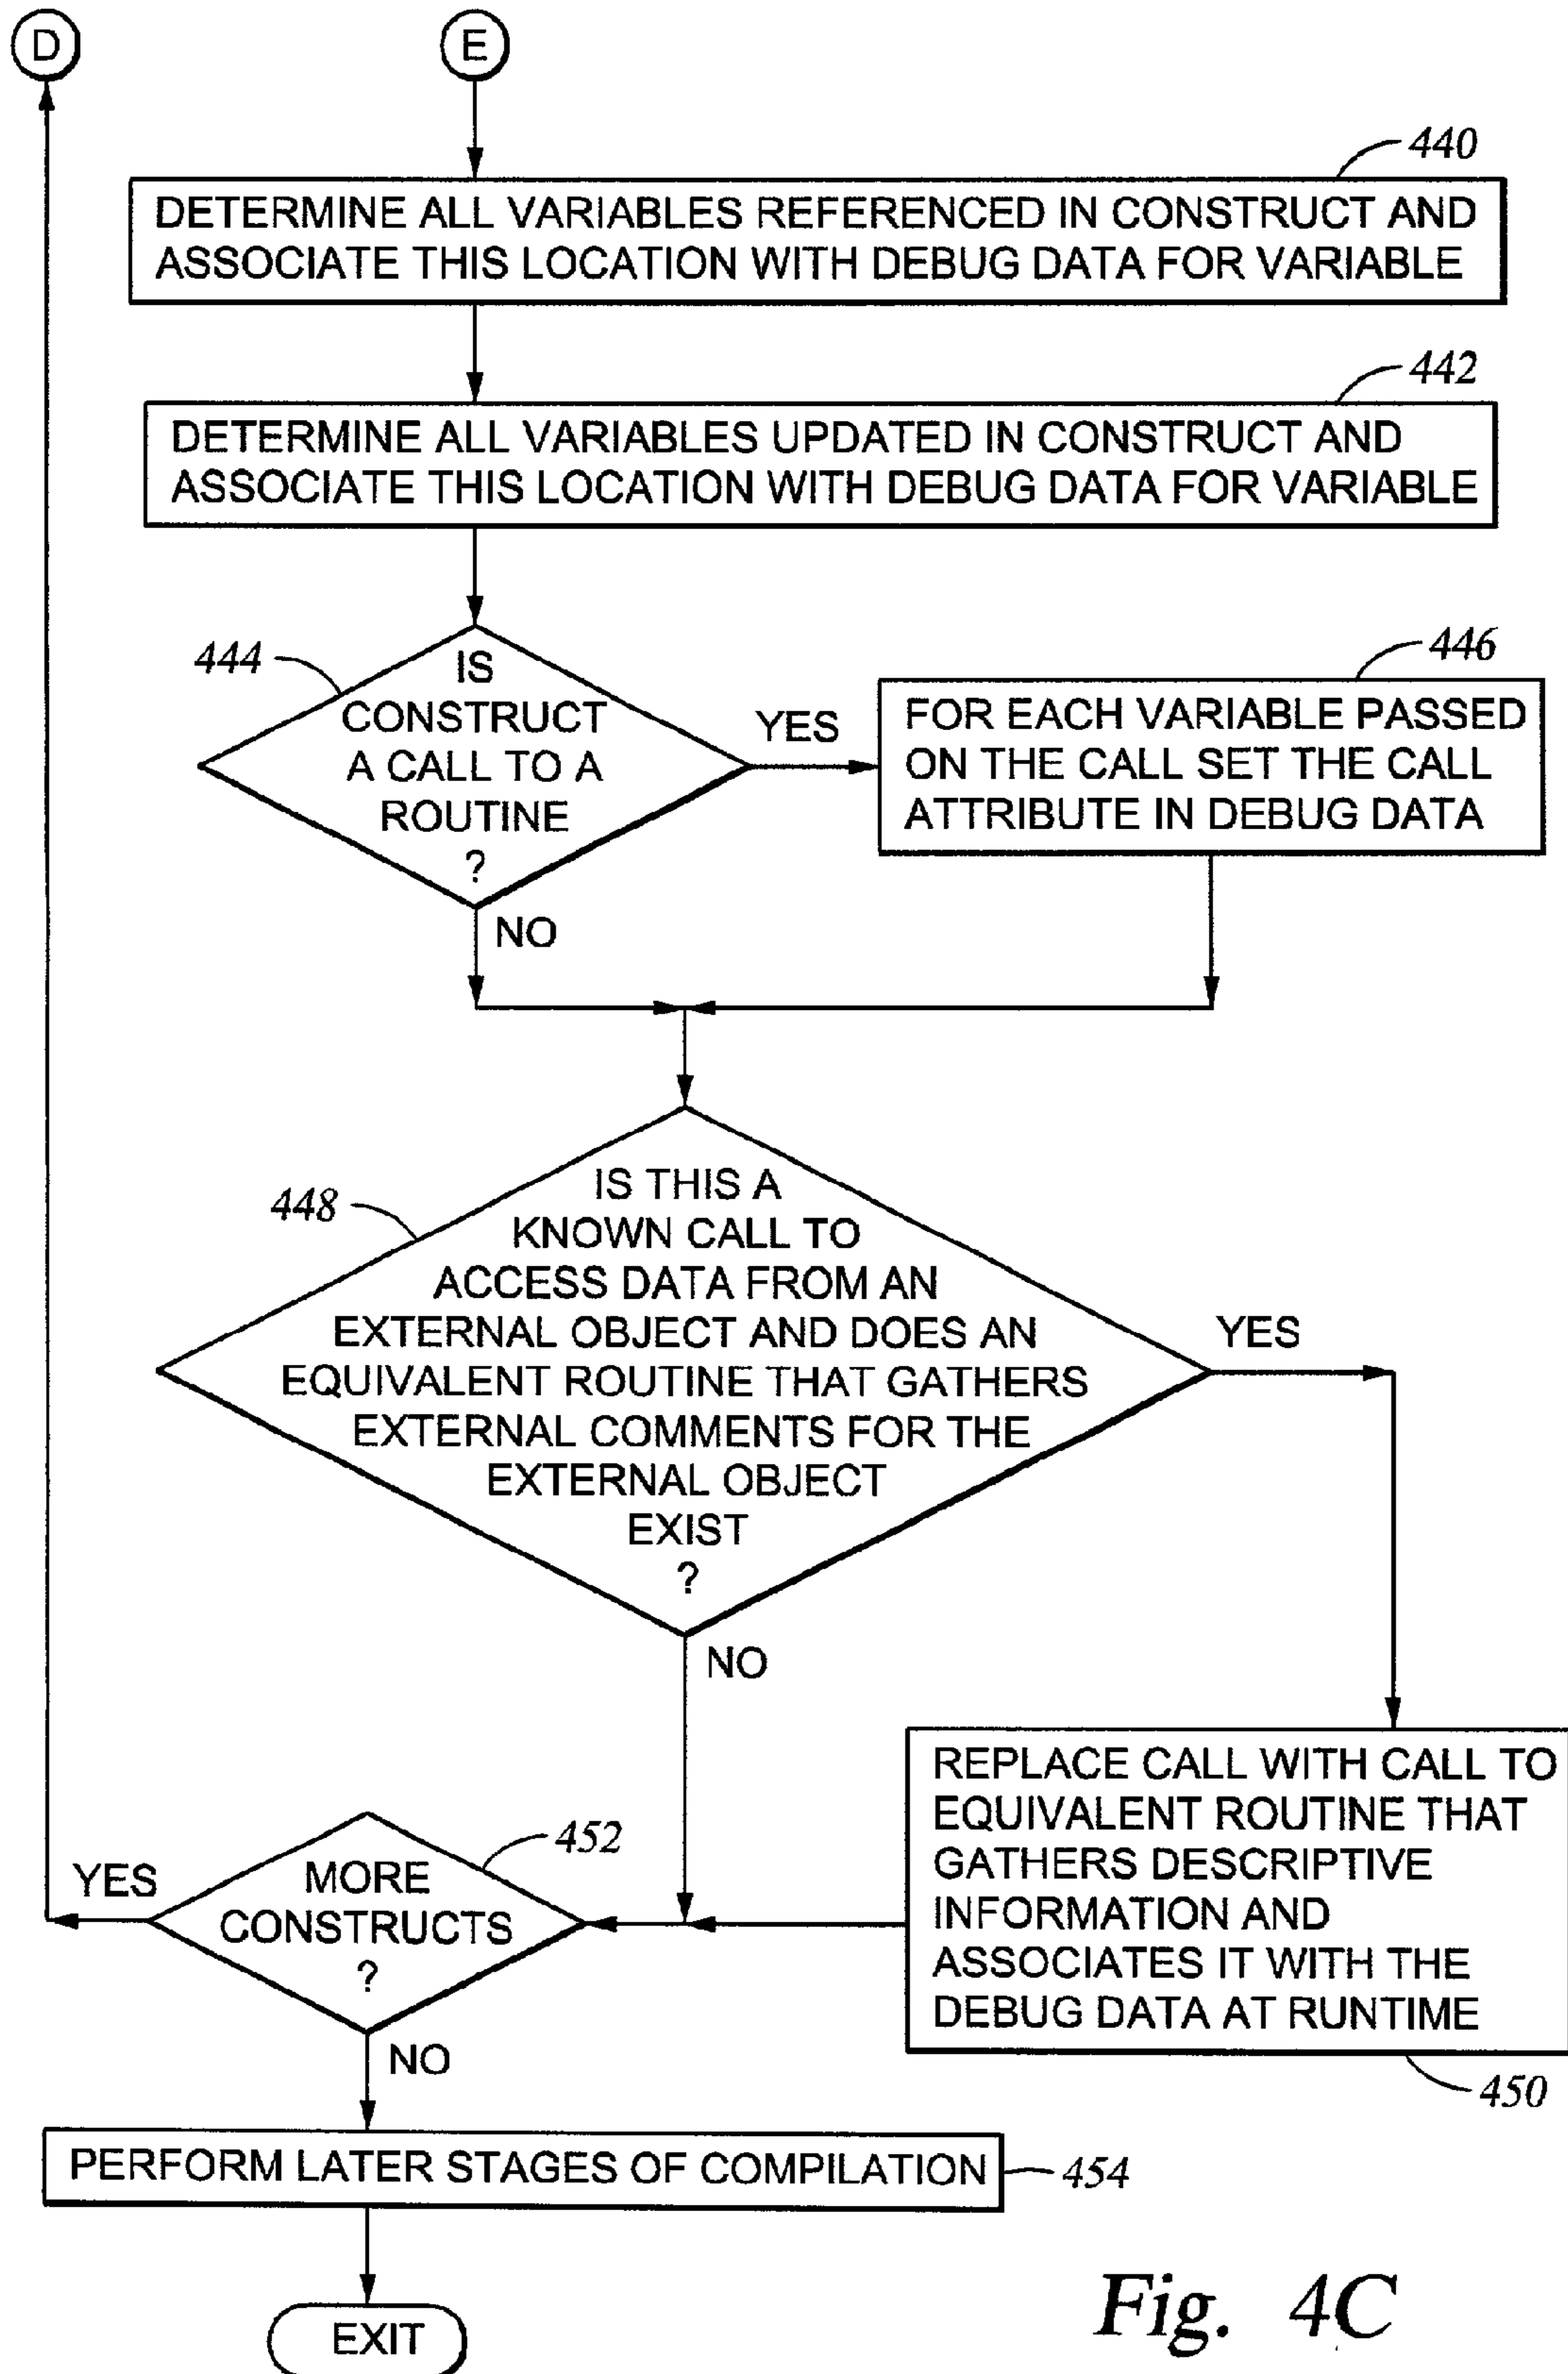 D
E
440
DETERMINE ALL VARIABLES REFERENCED IN CONSTRUCT AND
ASSOCIATE THIS LOCATION WITH DEBUG DATA FOR VARIABLE
442
DETERMINE ALL VARIABLES UPDATED IN CONSTRUCT AND
ASSOCIATE THIS LOCATION WITH DEBUG DATA FOR VARIABLE
444
IS
CONSTRUCT
A CALL TO A
ROUTINE
?
YES
NO
446
FOR EACH VARIABLE PASSED
ON THE CALL SET THE CALL
ATTRIBUTE IN DEBUG DATA
448
IS THIS A
KNOWN CALL TO
ACCESS DATA FROM AN
EXTERNAL OBJECT AND DOES AN
EQUIVALENT ROUTINE THAT GATHERS
EXTERNAL COMMENTS FOR THE
EXTERNAL OBJECT
EXIST
?
YES
NO
REPLACE CALL WITH CALL TO
EQUIVALENT ROUTINE THAT
GATHERS DESCRIPTIVE
INFORMATION AND
ASSOCIATES IT WITH THE
DEBUG DATA AT RUNTIME
450
452
MORE
CONSTRUCTS
?
YES
NO
PERFORM LATER STAGES OF COMPILATION
454
EXIT
Fig. 4C